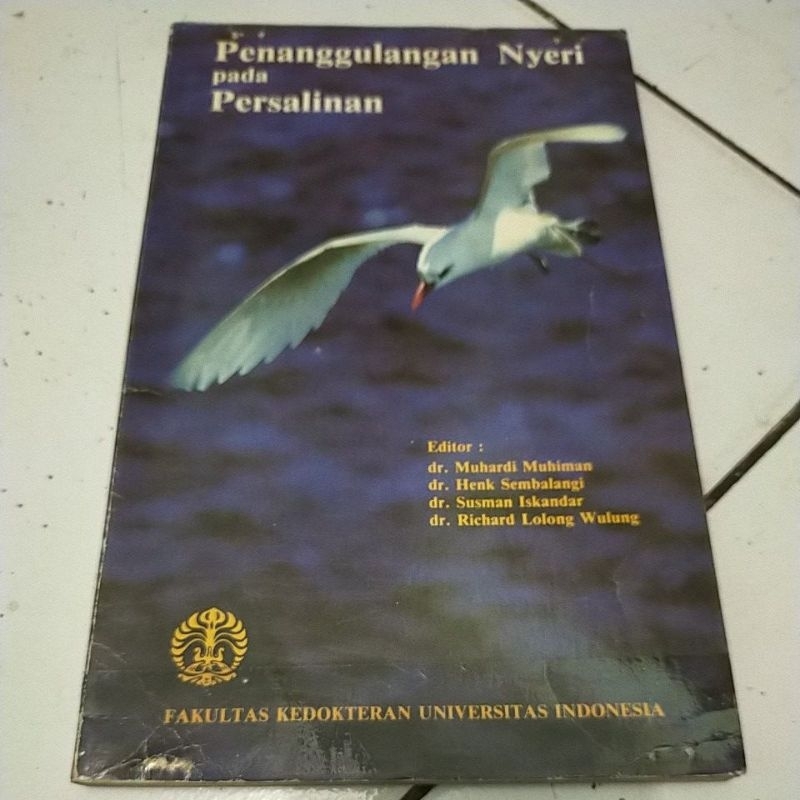 Penanggulangan Nyeri
pada
Persalinan
Editor :
dr. Muhardi Muhiman
dr. Henk Sembalangi
dr. Susman Iskandar
dr. Richard Lolong Wulung
FAKULTAS KEDOKTERAN UNIVERSITAS INDONESIA